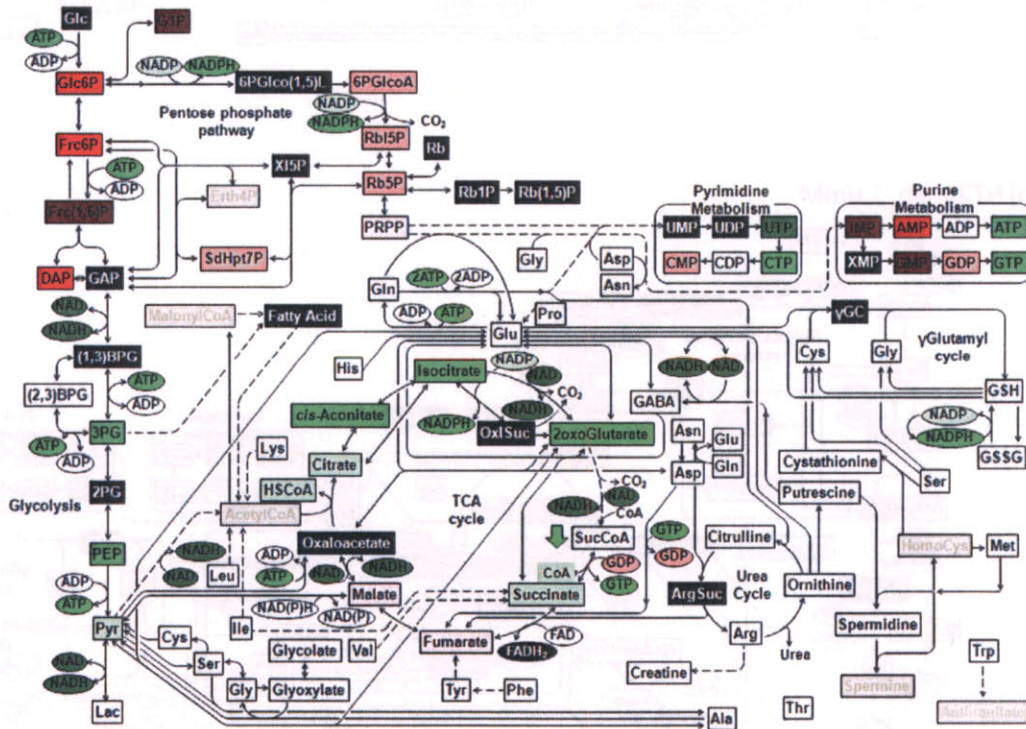 Glc
G1P
ATP
ADP
NADP
NADPH
Glc6P
6PGlco(1,5)L
6PGlcoA
Pentose phosphate
pathway
NADP
NADPH
CO2
Rbl5P
Rb
Frc6P
ATP
ADP
Xl5P
Rb5P
Rb1P
Rb(1,5)P
Erth4P
Frc(1,6)P
PRPP
Pyrimidine
Metabolism
UMP
UDP
UTP
CMP
CDP
CTP
Purine
Metabolism
IMP
AMP
ADP
ATP
XMP
GMP
GDP
GTP
SdHpt7P
Gly
Asp
Asn
DAP
GAP
Gln
2ATP
2ADP
ADP
ATP
Pro
NAD
NADH
MalonylCoA
Fatty Acid
Glu
γGC
(1,3)BPG
His
NADP
Isocitrate
NAD
CO2
NADH
NAD
Cys
Gly
γGlutamyl
cycle
(2,3)BPG
ATP
ADP
NADH
GABA
GSH
cis-Aconitate
NADPH
OxlSuc
2oxoGlutarate
Asn
Glu
NADP
NADPH
3PG
ATP
ADP
Lys
Citrate
Asp
Gln
Cystathionine
GSSG
HSCoA
Ser
2PG
Glycolysis
AcetylCoA
TCA
cycle
CO2
NAD
NADH
CoA
Putrescine
Oxaloacetate
SucCoA
GTP
GDP
Citrulline
HomoCys
Met
PEP
NADH
NAD
Leu
ADP
ATP
NAD
NADH
CoA
GTP
Urea
Cycle
Ornithine
ADP
ATP
Malate
Succinate
ArgSuc
NAD(P)H
NAD(P)
Pyr
Cys
Ile
Fumarate
FAD
FADH2
Arg
Urea
Spermidine
Glycolate
Val
Ser
Trp
NAD
NADH
Gly
Glyoxylate
Tyr
Phe
Creatine
Spermine
Lac
Ala
Thr
Anthranilate